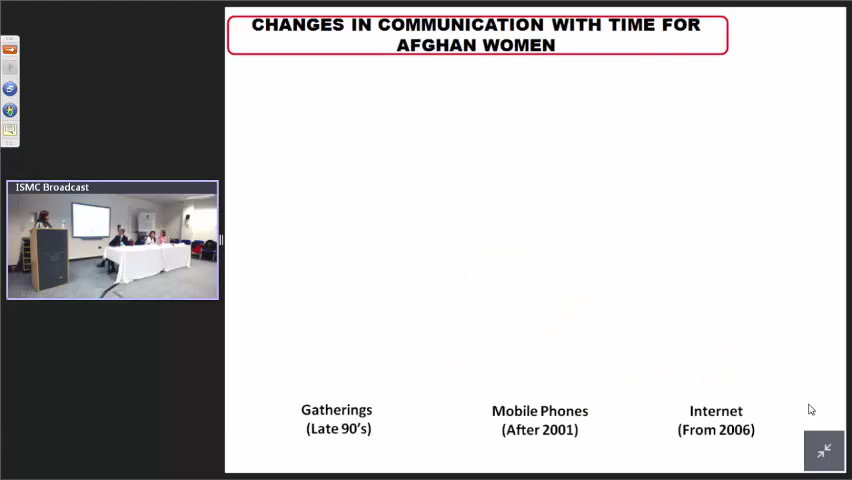 CHANGES IN COMMUNICATION WITH TIME FOR
AFGHAN WOMEN
ISMC Broadcast
Gatherings
(Late 90's)
Mobile Phones
(After 2001)
Internet
(From 2006)